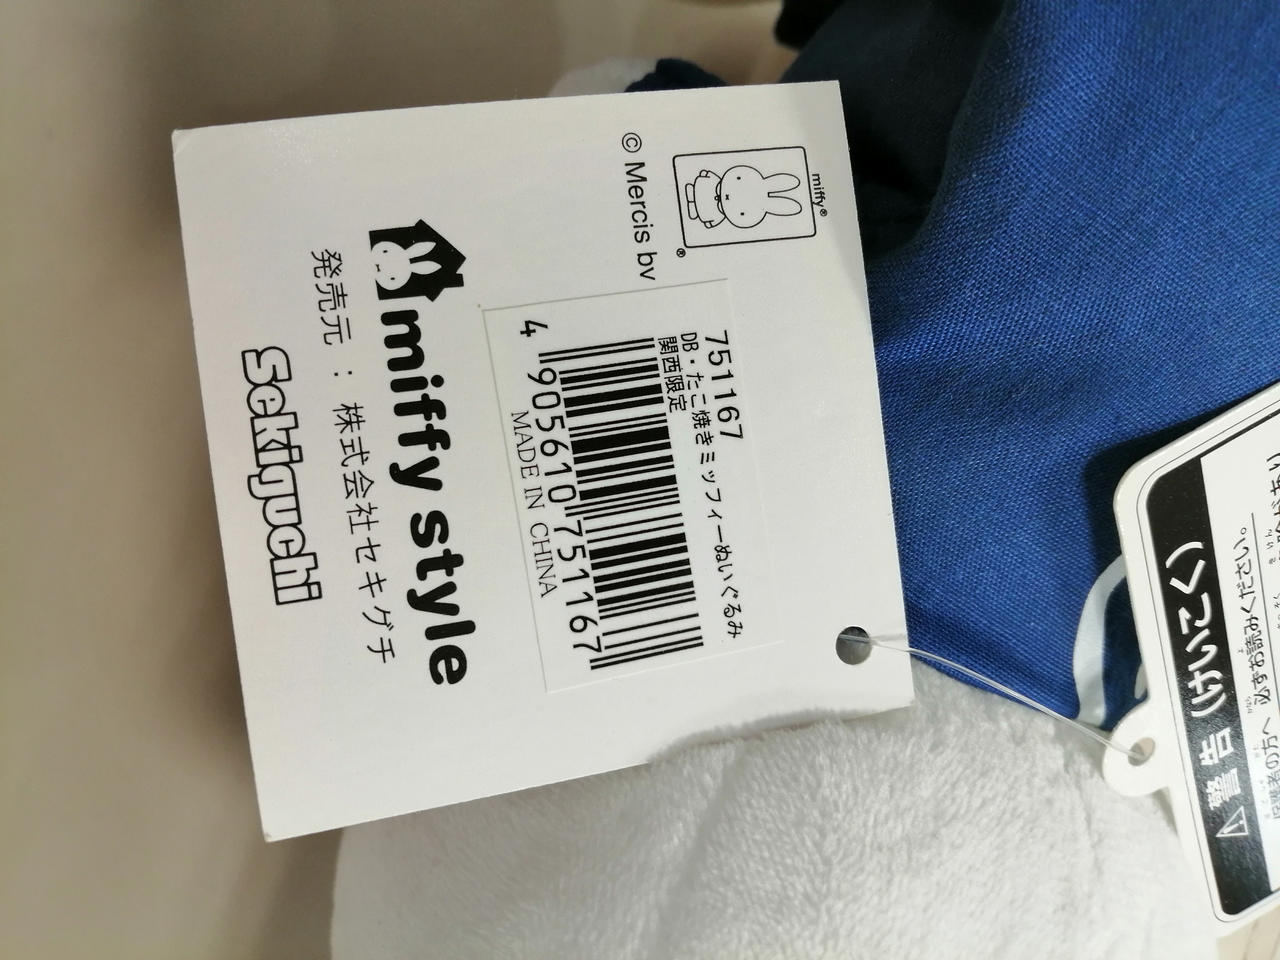 miffy®
®
© Mercis bv
751167
DB・たこ焼きミッフィーぬいぐるみ
関西限定
4 905610 751167
MADE IN CHINA
miffy style
発売元 : 株式会社セキグチ
Sekiguchi
⚠警告(けいこく)
の方へ 必ずお読みください。